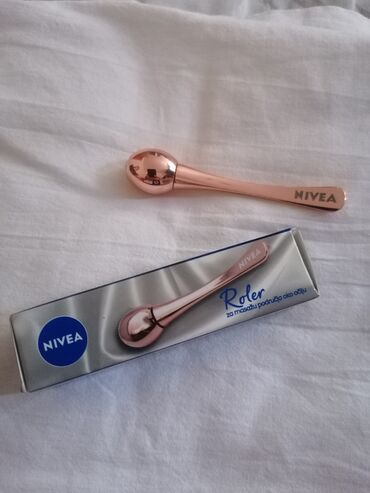 NIVEA
NIVEA
Roler
za masažu područja oko očiju
NIVEA